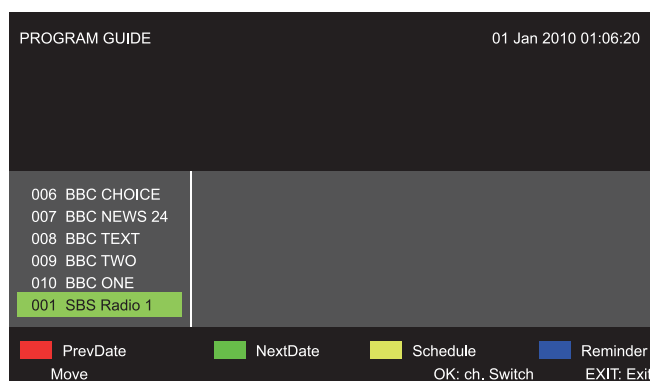 PROGRAM GUIDE 01 Jan 2010 01:06:20
006 BBC CHOICE
007 BBC NEWS 24
008 BBC TEXT
009 BBC TWO
010 BBC ONE
001 SBS Radio 1
PrevDate NextDate Schedule Reminder
Move OK: ch. Switch EXIT: Exit